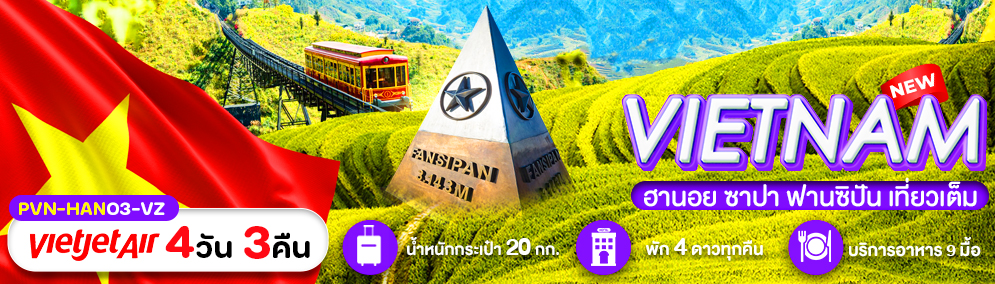 NEW
VIETNAM
ฮานอย ซาปา ฟานซิปัน เที่ยวเต็ม
FANSIPAN
3.143M
FANSIPAN
PVN-HAN03-VZ
vietjet AIR 4วัน 3คืน
น้ำหนักกระเป๋า 20 กก.
HOTEL
พัก 4 ดาวทุกคืน
บริการอาหาร 9 มื้อ